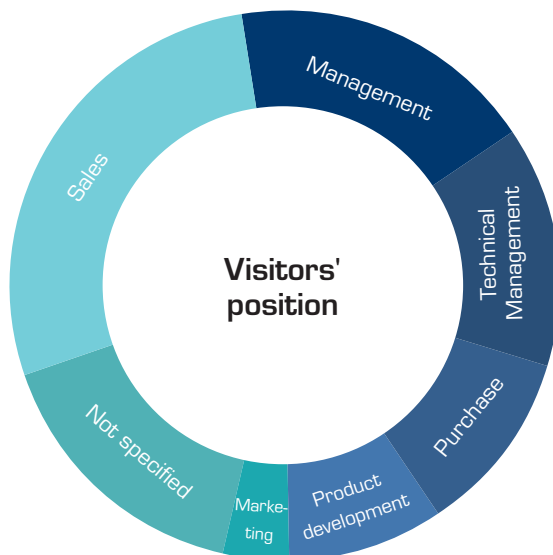 Management
Sales
Technical
Management
Visitors'
position
Purchase
Not specified
Product
development
Marke-
ting